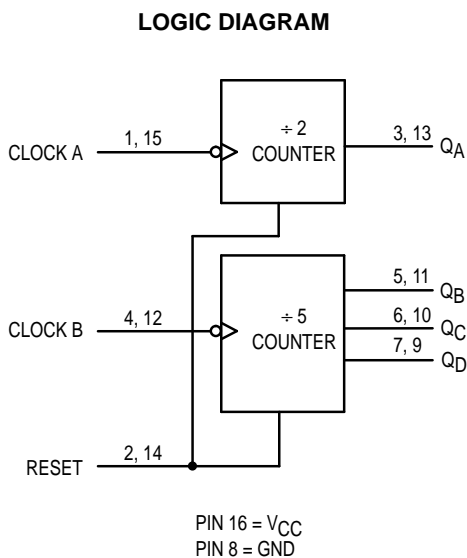 LOGIC DIAGRAM
CLOCK A
1, 15
÷ 2
COUNTER
3, 13
QA
CLOCK B
4, 12
÷ 5
COUNTER
5, 11
QB
6, 10
QC
7, 9
QD
RESET
2, 14
PIN 16 = VCC
PIN 8 = GND